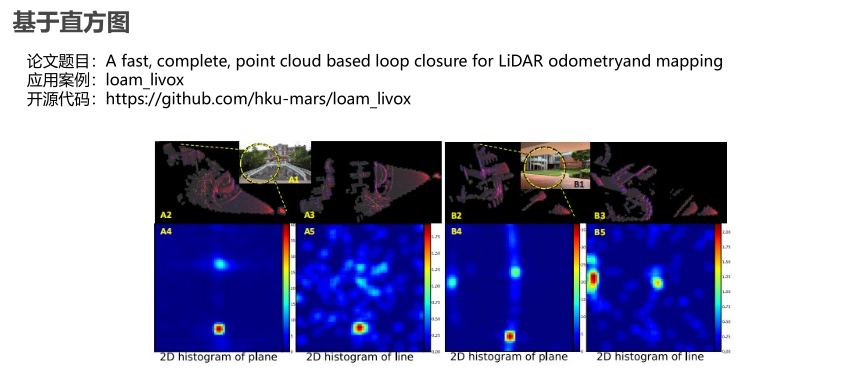 基于直方图
论文题目：A fast, complete, point cloud based loop closure for LiDAR odometryand mapping
应用案例：loam_livox
开源代码：https://github.com/hku-mars/loam_livox
A1
B1
A2
A3
B2
B3
A4
A5
B4
B5
2D histogram of plane
2D histogram of line
2D histogram of plane
2D histogram of line